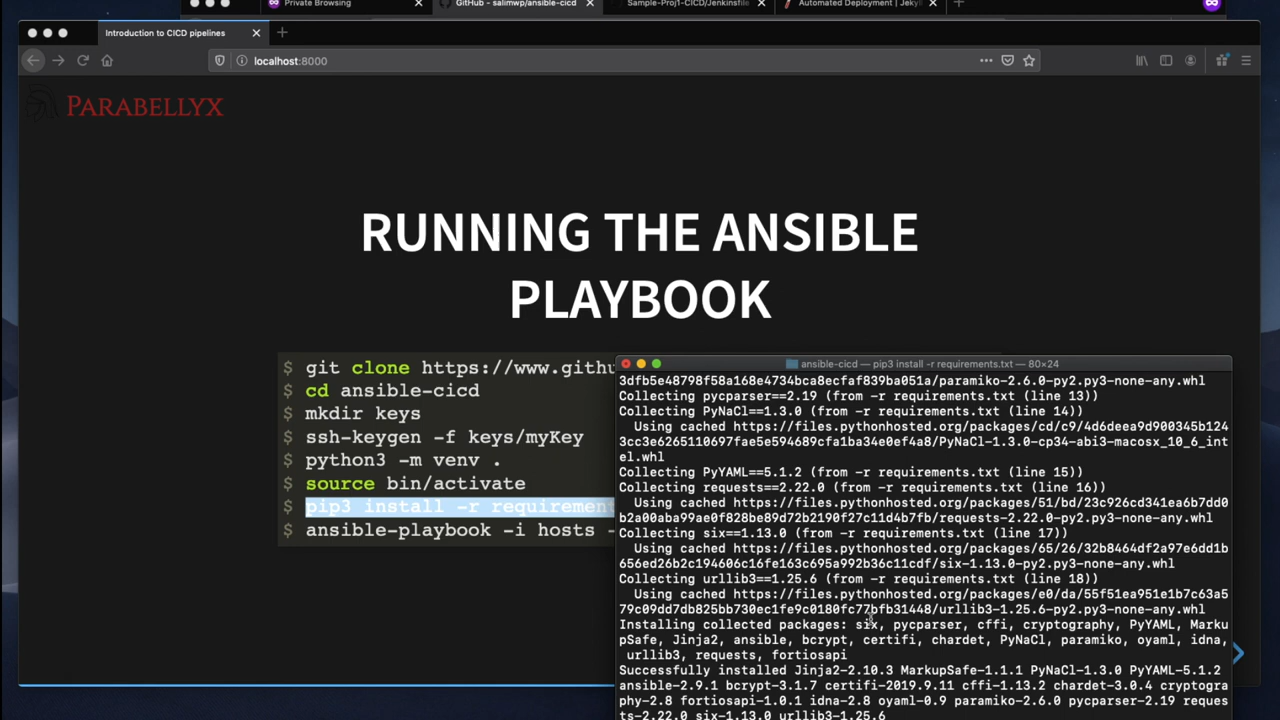 Private Browsing
GitHub - salimwp/ansible-cicd
Sample-Proj1-CICD/Jenkinsfile
Automated Deployment | Jekyll
Introduction to CICD pipelines
localhost:8000
PARABELLYX
RUNNING THE ANSIBLE
PLAYBOOK
$ git clone https://www.githu
$ cd ansible-cicd
$ mkdir keys
$ ssh-keygen -f keys/myKey
$ python3 -m venv .
$ source bin/activate
$ pip3 install -r requirement
$ ansible-playbook -i hosts -
ansible-cicd — pip3 install -r requirements.txt — 80×24
3dfb5e48798f58a168e4734bca8ecfaf839ba051a/paramiko-2.6.0-py2.py3-none-any.whl
Collecting pycparser==2.19 (from -r requirements.txt (line 13))
Collecting PyNaCl==1.3.0 (from -r requirements.txt (line 14))
Using cached https://files.pythonhosted.org/packages/cd/c9/4d6deea9d900345b124
3cc3e6265110697fae5e594689cfa1ba34e0ef4a8/PyNaCl-1.3.0-cp34-abi3-macosx_10_6_int
el.whl
Collecting PyYAML==5.1.2 (from -r requirements.txt (line 15))
Collecting requests==2.22.0 (from -r requirements.txt (line 16))
Using cached https://files.pythonhosted.org/packages/51/bd/23c926cd341ea6b7dd0
b2a00aba99ae0f828be89d72b2190f27c11d4b7fb/requests-2.22.0-py2.py3-none-any.whl
Collecting six==1.13.0 (from -r requirements.txt (line 17))
Using cached https://files.pythonhosted.org/packages/65/26/32b8464df2a97e6dd1b
656ed26b2c194606c16fe163c695a992b36c11cdf/six-1.13.0-py2.py3-none-any.whl
Collecting urllib3==1.25.6 (from -r requirements.txt (line 18))
Using cached https://files.pythonhosted.org/packages/e0/da/55f51ea951e1b7c63a5
79c09dd7db825bb730ec1fe9c0180fc77bfb31448/urllib3-1.25.6-py2.py3-none-any.whl
Installing collected packages: six, pycparser, cffi, cryptography, PyYAML, Marku
pSafe, Jinja2, ansible, bcrypt, certifi, chardet, PyNaCl, paramiko, oyaml, idna,
urllib3, requests, fortiosapi
Successfully installed Jinja2-2.10.3 MarkupSafe-1.1.1 PyNaCl-1.3.0 PyYAML-5.1.2
ansible-2.9.1 bcrypt-3.1.7 certifi-2019.9.11 cffi-1.13.2 chardet-3.0.4 cryptogra
phy-2.8 fortiosapi-1.0.1 idna-2.8 oyaml-0.9 paramiko-2.6.0 pycparser-2.19 reques
ts-2.22.0 six-1.13.0 urllib3-1.25.6